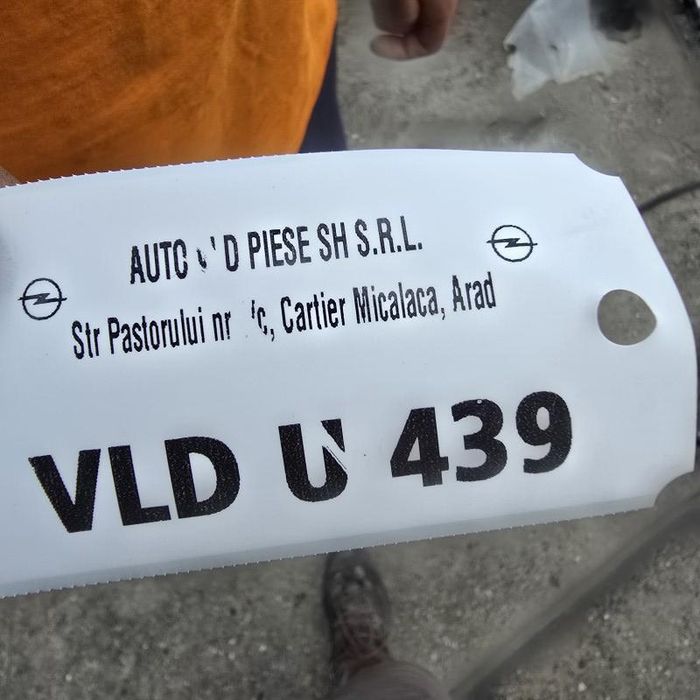 AUTO PIESE SH S.R.L.
Str Pastorului nr Cartier Micalaca, Arad
VLD U 439